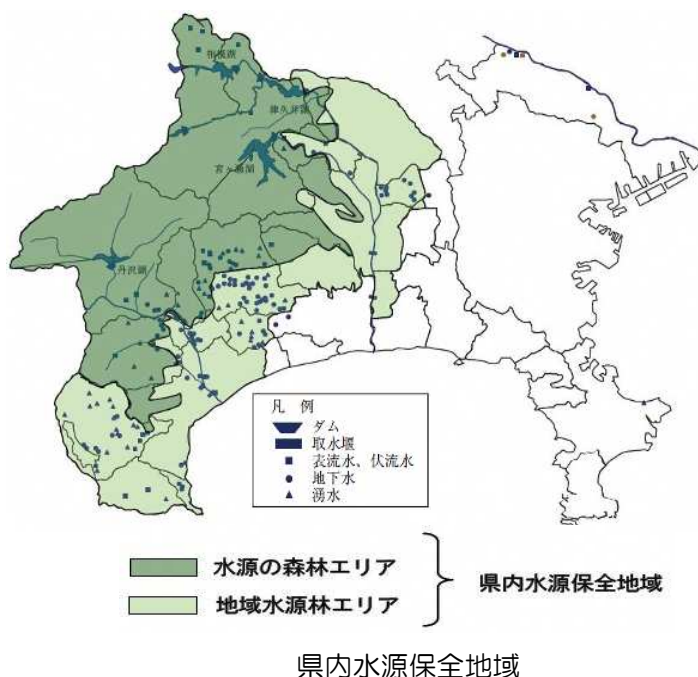 相模湖
津久井湖
宮ヶ瀬湖
丹沢湖
凡 例
ダム
取水堰
表流水、伏流水
地下水
湧水
水源の森林エリア
地域水源林エリア
県内水源保全地域
県内水源保全地域